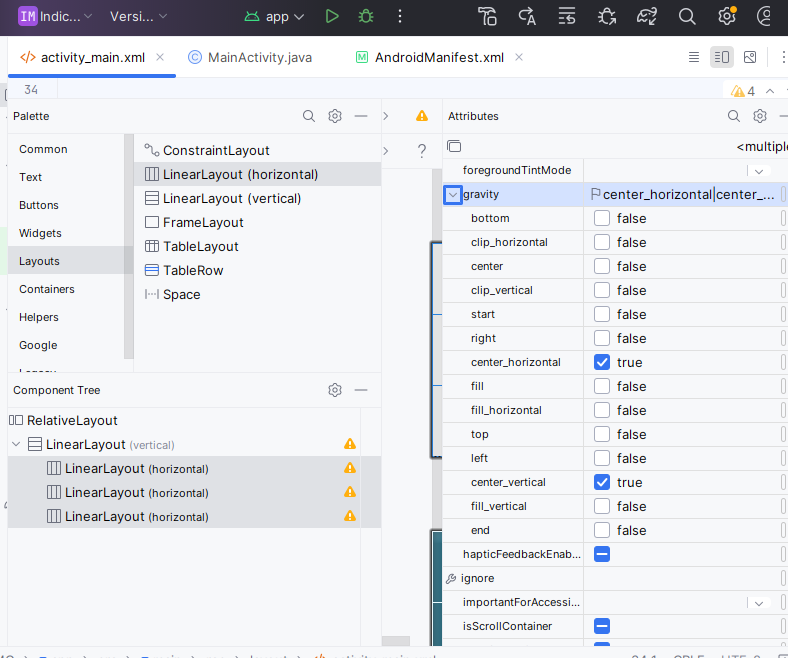 IM Indic... Versi... app
activity_main.xml MainActivity.java AndroidManifest.xml
34 4
Palette Attributes
Common ConstraintLayout ? <multiple
Text LinearLayout (horizontal) foregroundTintMode
Buttons LinearLayout (vertical) gravity center_horizontal|center_...
Widgets FrameLayout bottom false
Layouts TableLayout clip_horizontal false
Containers TableRow center false
Helpers Space clip_vertical false
Google start false
right false
Component Tree center_horizontal true
RelativeLayout fill false
LinearLayout (vertical) fill_horizontal false
LinearLayout (horizontal) top false
LinearLayout (horizontal) left false
LinearLayout (horizontal) center_vertical true
fill_vertical false
end false
hapticFeedbackEnab...
ignore
importantForAccessi...
isScrollContainer